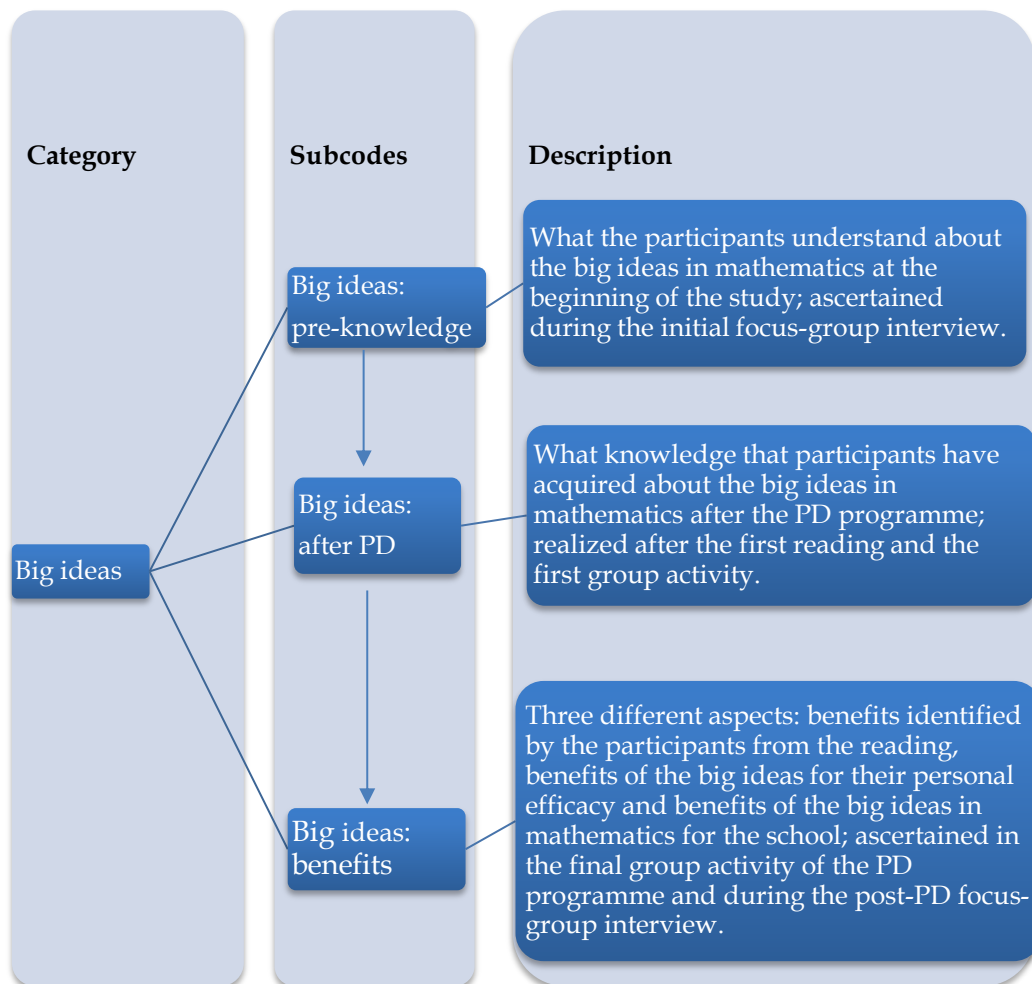 Category
Subcodes
Description
Big ideas
Big ideas:
pre-knowledge
What the participants understand about
the big ideas in mathematics at the
beginning of the study; ascertained
during the initial focus-group interview.
Big ideas:
after PD
What knowledge that participants have
acquired about the big ideas in
mathematics after the PD programme;
realized after the first reading and the
first group activity.
Big ideas:
benefits
Three different aspects: benefits identified
by the participants from the reading,
benefits of the big ideas for their personal
efficacy and benefits of the big ideas in
mathematics for the school; ascertained in
the final group activity of the PD
programme and during the post-PD focus-
group interview.